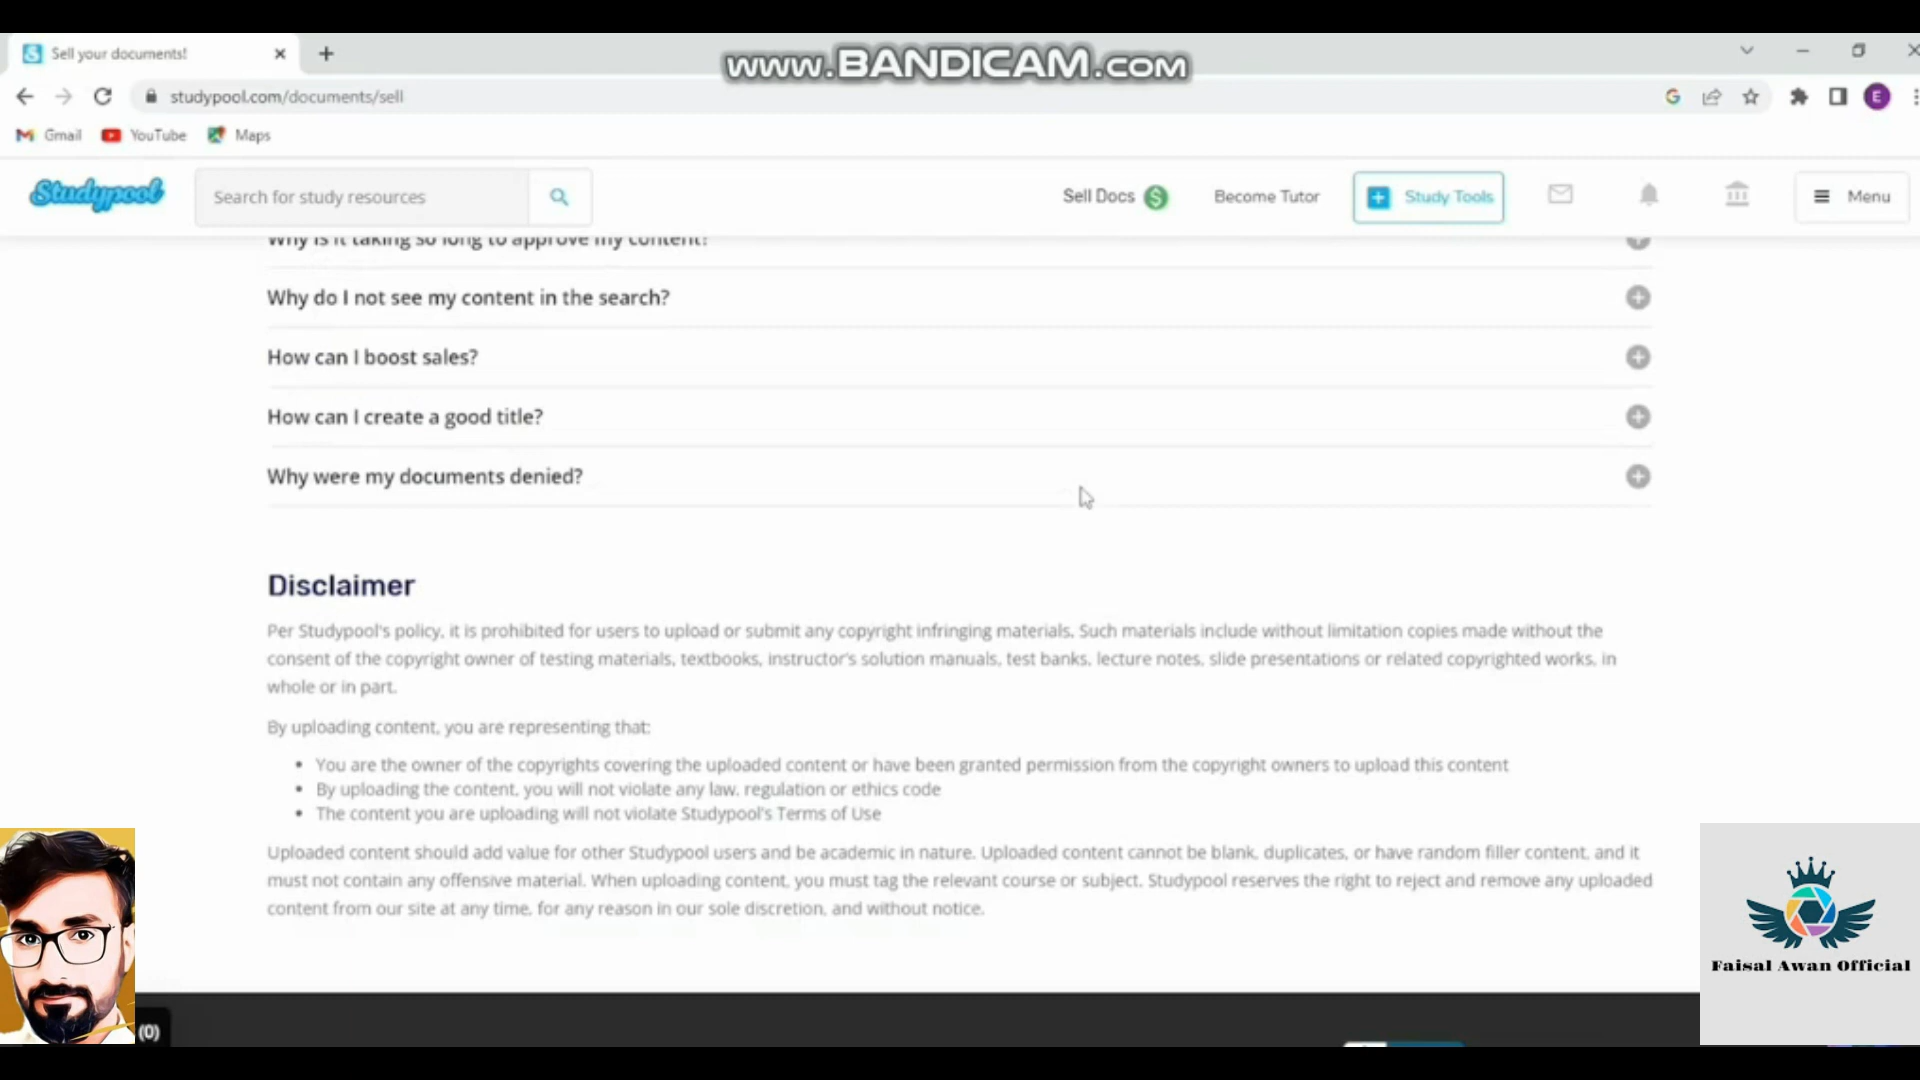 Sell your documents!
www.BANDICAM.com
studypool.com/documents/sell
E
Gmail YouTube Maps
Studypool
Search for study resources
Sell Docs
Become Tutor
Study Tools
Menu
Why is it taking so long to approve my content?
Why do I not see my content in the search?
How can I boost sales?
How can I create a good title?
Why were my documents denied?
Disclaimer
Per Studypool's policy, it is prohibited for users to upload or submit any copyright infringing materials. Such materials include without limitation copies made without the
consent of the copyright owner of testing materials, textbooks, instructor's solution manuals, test banks, lecture notes, slide presentations or related copyrighted works, in
whole or in part.
By uploading content, you are representing that:
• You are the owner of the copyrights covering the uploaded content or have been granted permission from the copyright owners to upload this content
• By uploading the content, you will not violate any law, regulation or ethics code
• The content you are uploading will not violate Studypool's Terms of Use
Uploaded content should add value for other Studypool users and be academic in nature. Uploaded content cannot be blank, duplicates, or have random filler content, and it
must not contain any offensive material. When uploading content, you must tag the relevant course or subject. Studypool reserves the right to reject and remove any uploaded
content from our site at any time, for any reason in our sole discretion, and without notice.
Faisal Awan Official
(0)